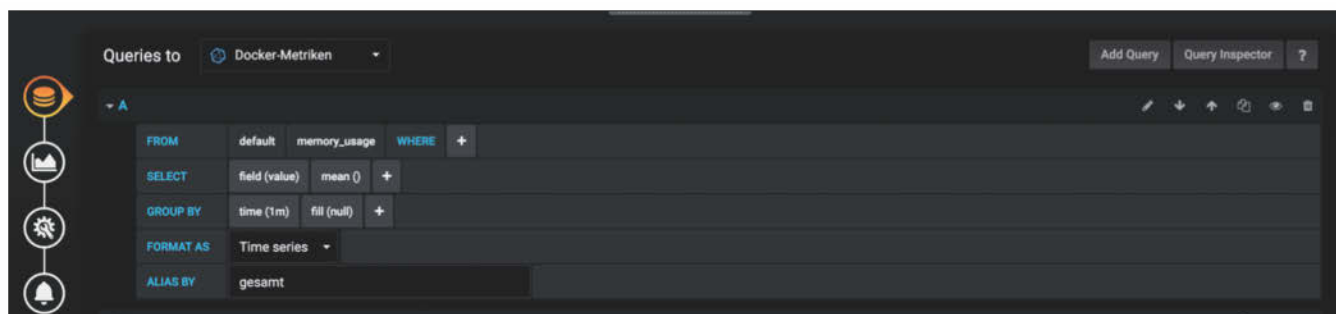 Queries to Docker-Metriken Add Query Query Inspector ?
A
FROM default memory_usage WHERE +
SELECT field (value) mean () +
GROUP BY time (1m) fill (null) +
FORMAT AS Time series
ALIAS BY gesamt